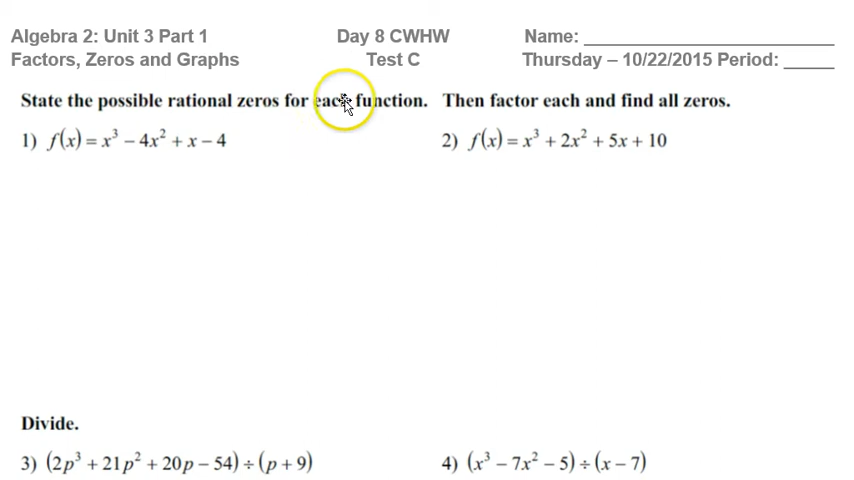 Algebra 2: Unit 3 Part 1 Day 8 CWHW Name: ____________________
Factors, Zeros and Graphs Test C Thursday – 10/22/2015 Period: _____
State the possible rational zeros for each function. Then factor each and find all zeros.
1) f(x) = x³ − 4x² + x − 4 2) f(x) = x³ + 2x² + 5x + 10
Divide.
3) (2p³ + 21p² + 20p − 54) ÷ (p + 9) 4) (x³ − 7x² − 5) ÷ (x − 7)